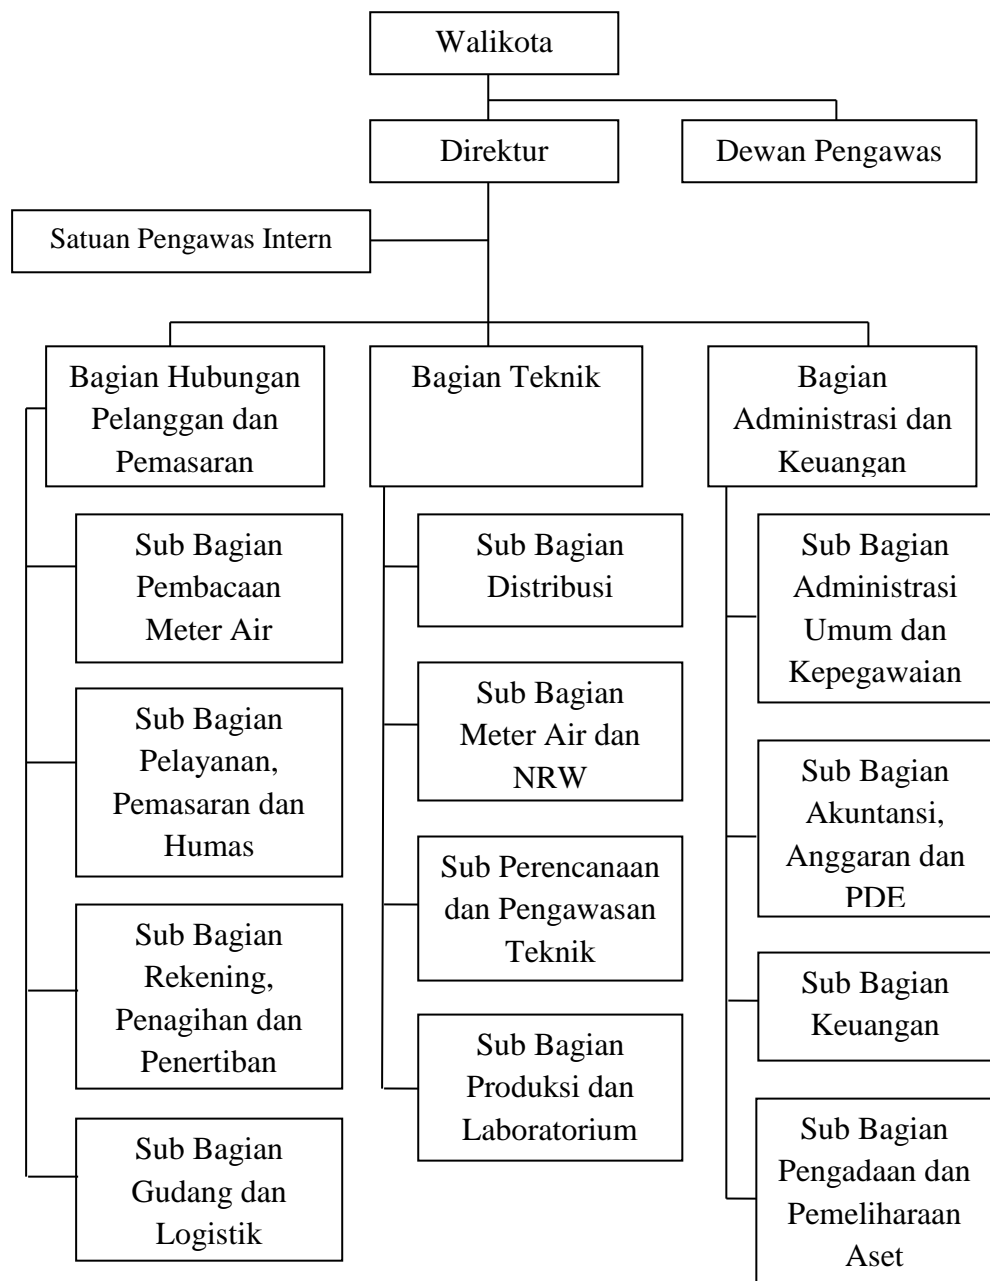 Walikota
Direktur
Dewan Pengawas
Satuan Pengawas Intern
Bagian Hubungan
Pelanggan dan
Pemasaran
Bagian Teknik
Bagian
Administrasi dan
Keuangan
Sub Bagian
Pembacaan
Meter Air
Sub Bagian
Pelayanan,
Pemasaran dan
Humas
Sub Bagian
Rekening,
Penagihan dan
Penertiban
Sub Bagian
Gudang dan
Logistik
Sub Bagian
Distribusi
Sub Bagian
Meter Air dan
NRW
Sub Perencanaan
dan Pengawasan
Teknik
Sub Bagian
Produksi dan
Laboratorium
Sub Bagian
Administrasi
Umum dan
Kepegawaian
Sub Bagian
Akuntansi,
Anggaran dan
PDE
Sub Bagian
Keuangan
Sub Bagian
Pengadaan dan
Pemeliharaan
Aset